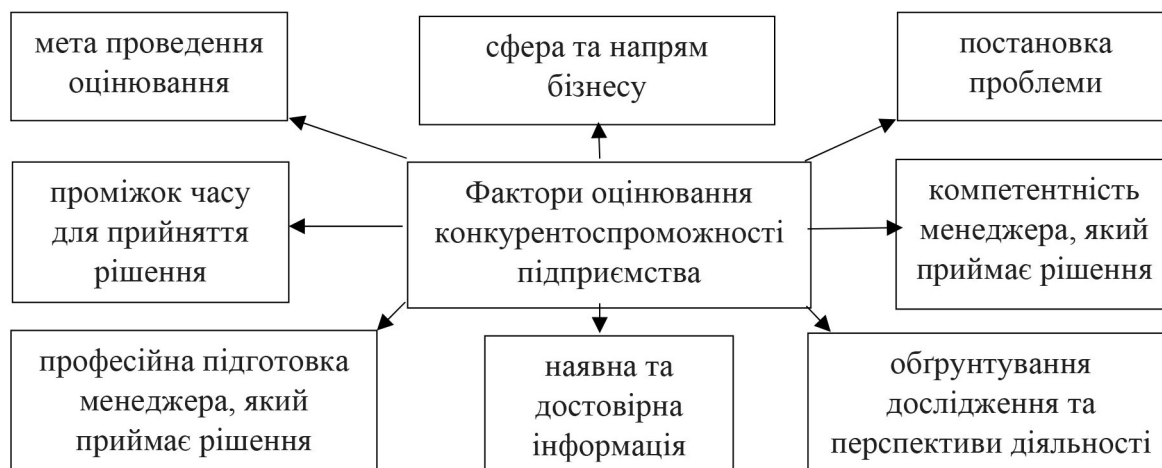 мета проведення
оцінювання
сфера та напрям
бізнесу
постановка
проблеми
проміжок часу
для прийняття
рішення
Фактори оцінювання
конкурентоспроможності
підприємства
компетентність
менеджера, який
приймає рішення
професійна підготовка
менеджера, який
приймає рішення
наявна та
достовірна
інформація
обґрунтування
дослідження та
перспективи діяльності